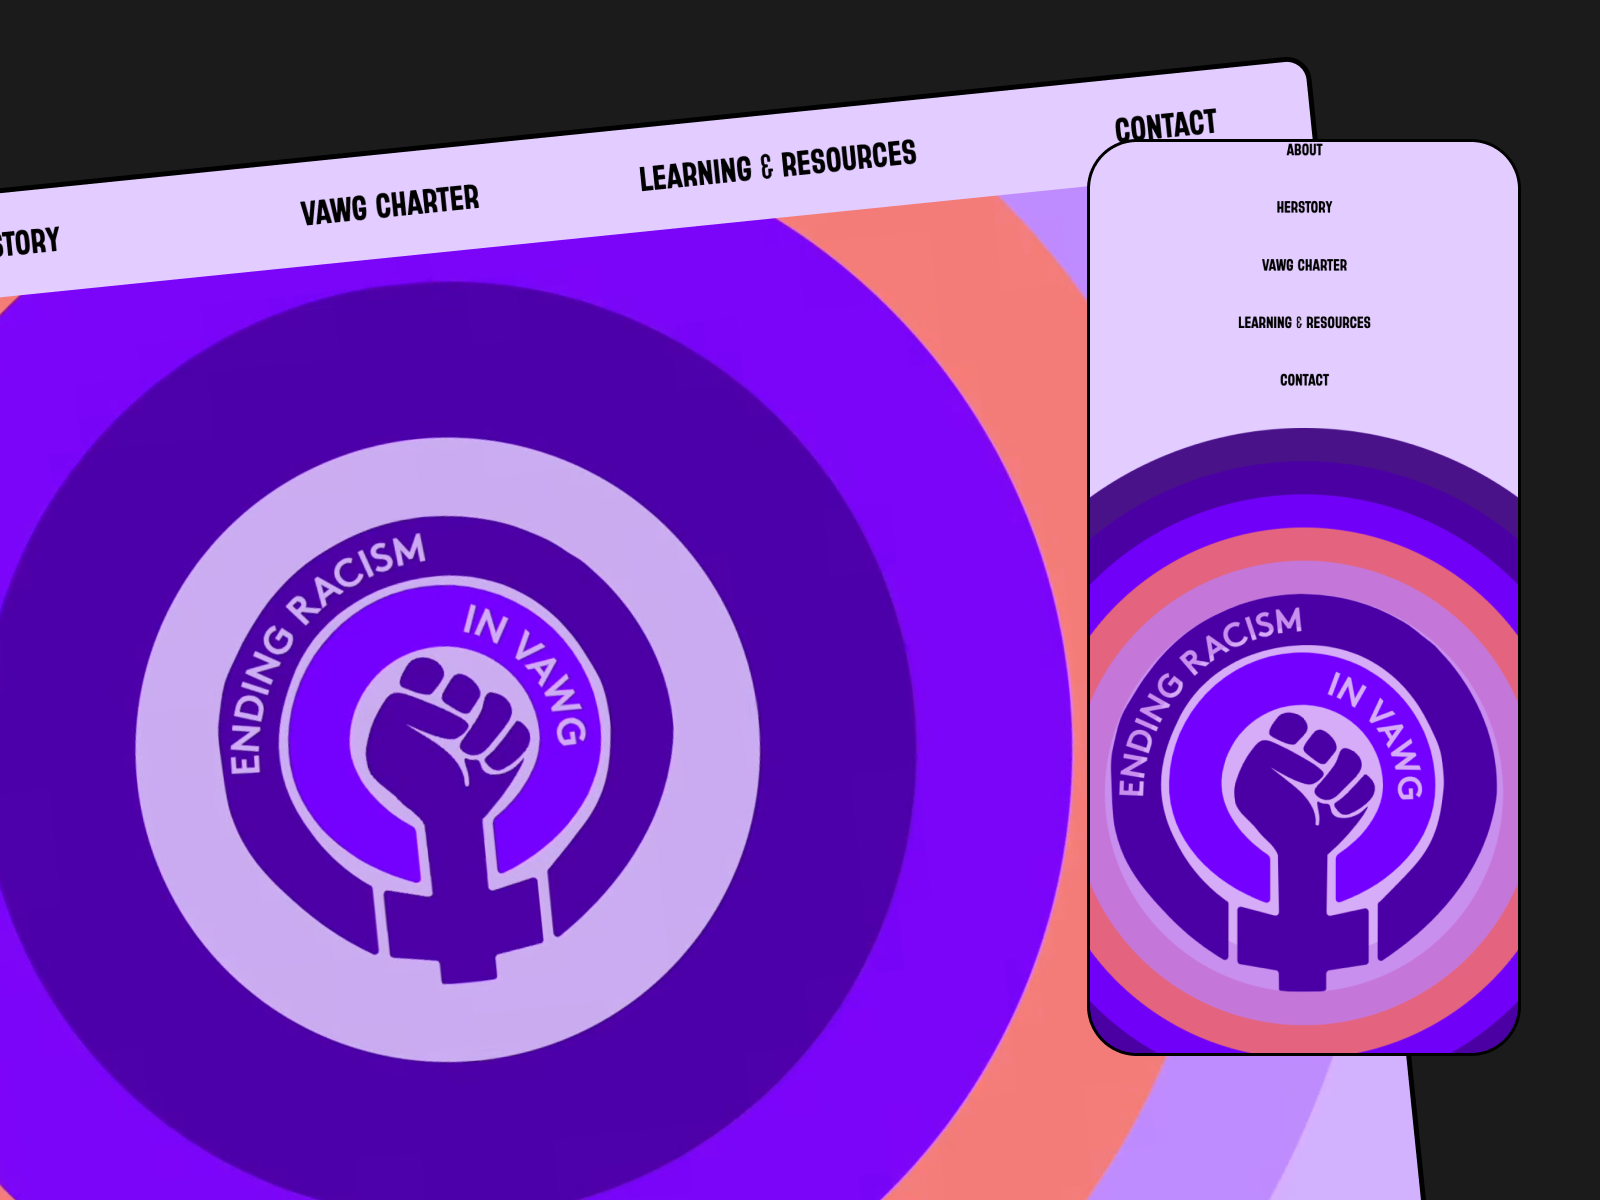 STORY
VAWG CHARTER
LEARNING & RESOURCES
CONTACT
ENDING RACISM
IN VAWG
ABOUT
HERSTORY
VAWG CHARTER
LEARNING & RESOURCES
CONTACT
ENDING RACISM
IN VAWG